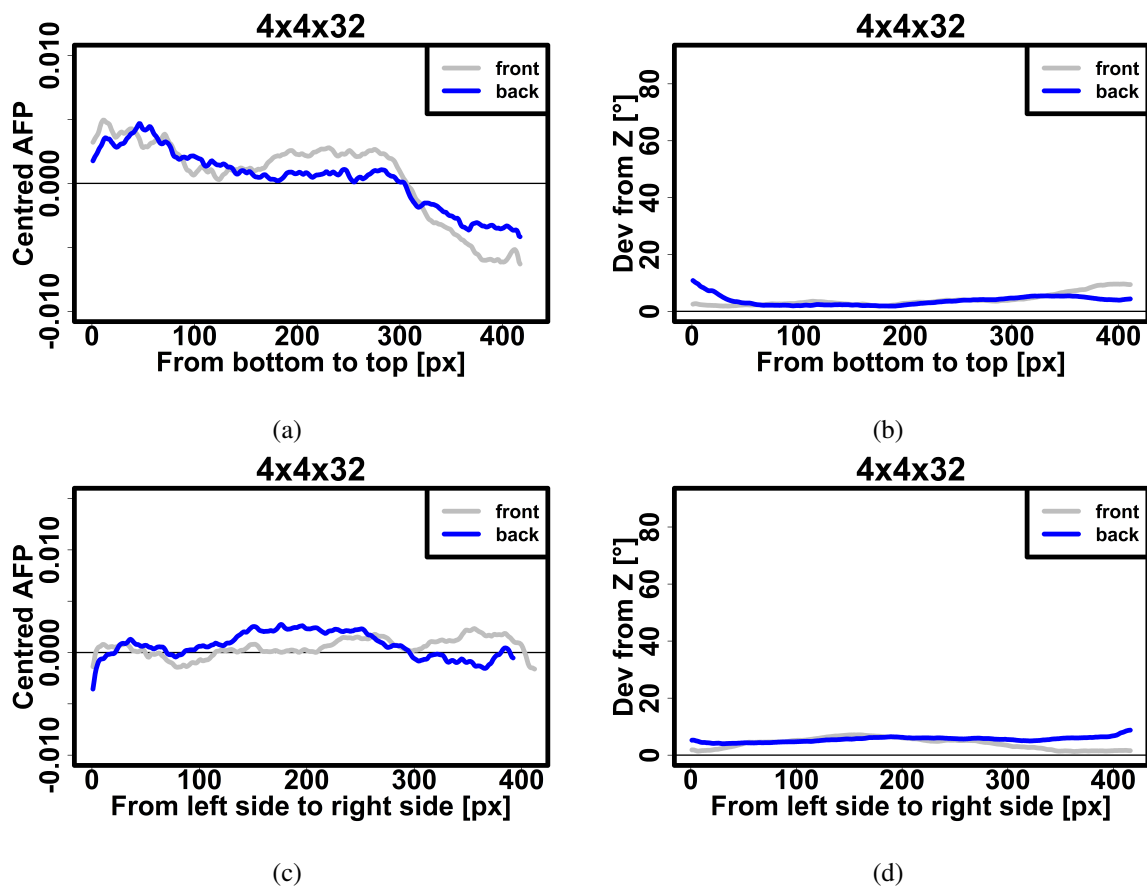 4x4x32
Centred AFP
0.010
0.000
-0.010
front
back
0 100 200 300 400
From bottom to top [px]
(a)
4x4x32
Dev from Z [°]
80
60
40
20
0
front
back
0 100 200 300 400
From bottom to top [px]
(b)
4x4x32
Centred AFP
0.010
0.000
-0.010
front
back
0 100 200 300 400
From left side to right side [px]
(c)
4x4x32
Dev from Z [°]
80
60
40
20
0
front
back
0 100 200 300 400
From left side to right side [px]
(d)